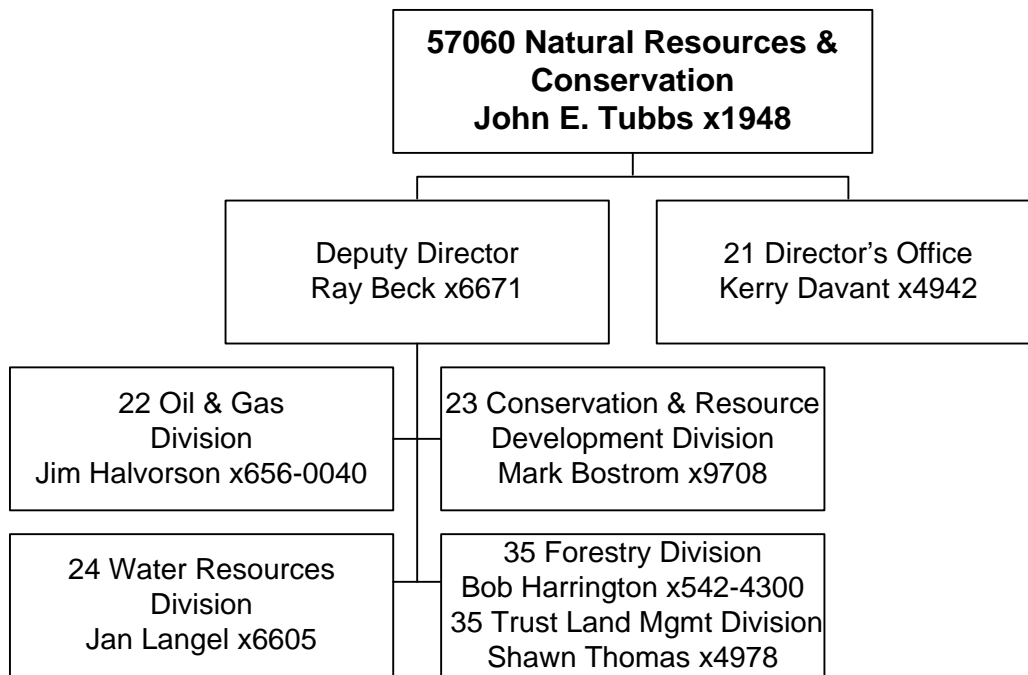 57060 Natural Resources &
Conservation
John E. Tubbs x1948
Deputy Director
Ray Beck x6671
21 Director’s Office
Kerry Davant x4942
22 Oil & Gas
Division
Jim Halvorson x656-0040
23 Conservation & Resource
Development Division
Mark Bostrom x9708
24 Water Resources
Division
Jan Langel x6605
35 Forestry Division
Bob Harrington x542-4300
35 Trust Land Mgmt Division
Shawn Thomas x4978